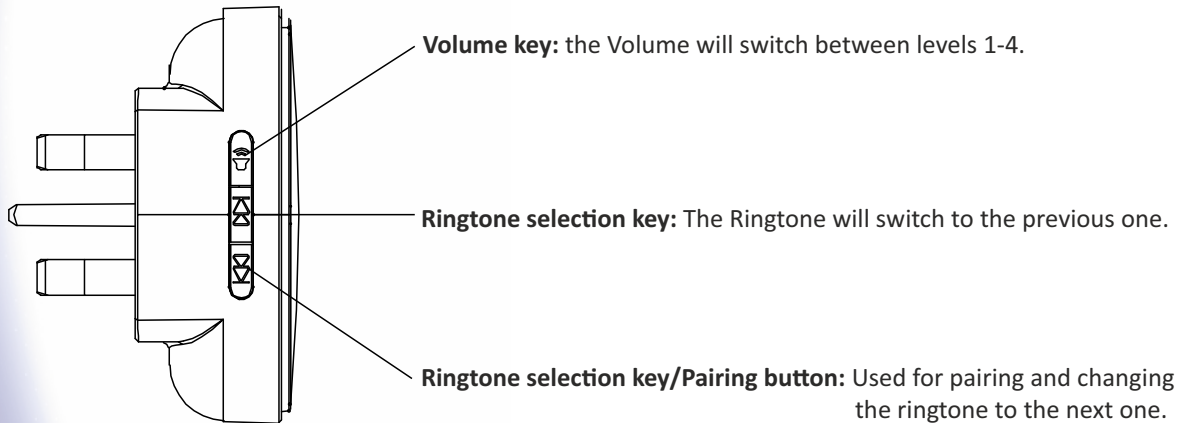 Volume key: the Volume will switch between levels 1-4.
Ringtone selection key: The Ringtone will switch to the previous one.
Ringtone selection key/Pairing button: Used for pairing and changing
the ringtone to the next one.